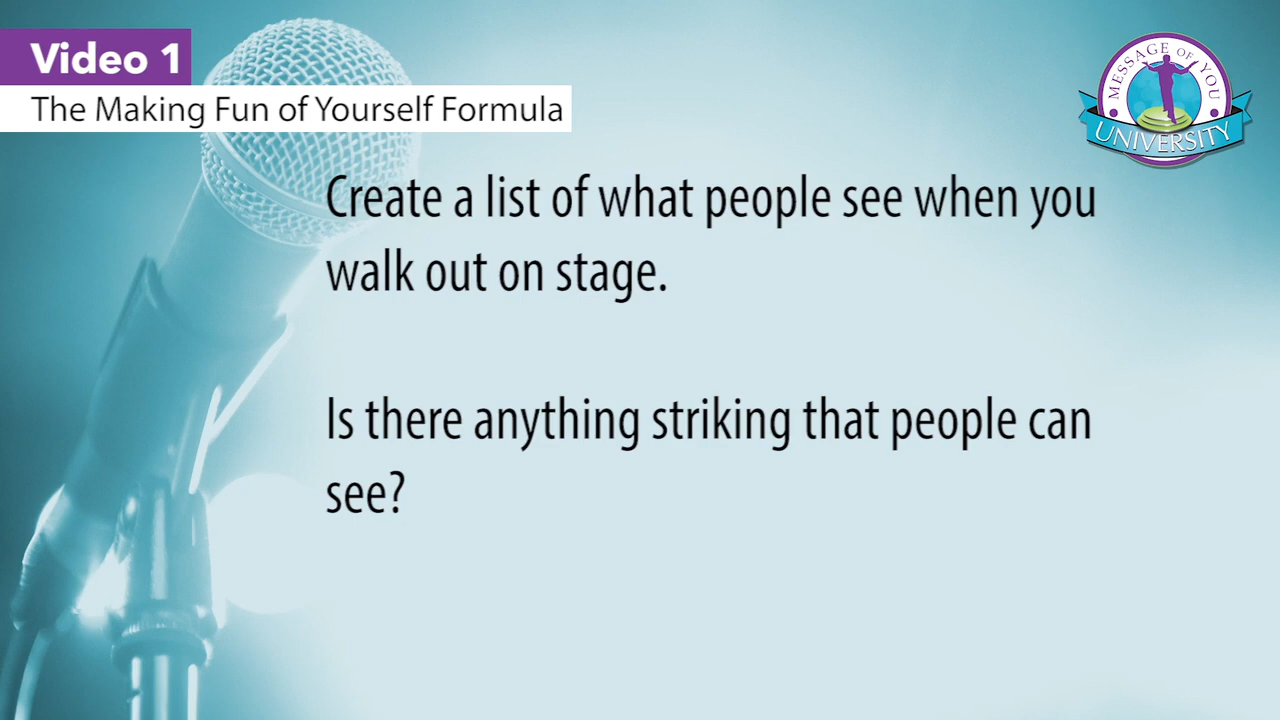 Video 1
The Making Fun of Yourself Formula
MESSAGE OF YOU
UNIVERSITY
Create a list of what people see when you
walk out on stage.
Is there anything striking that people can
see?